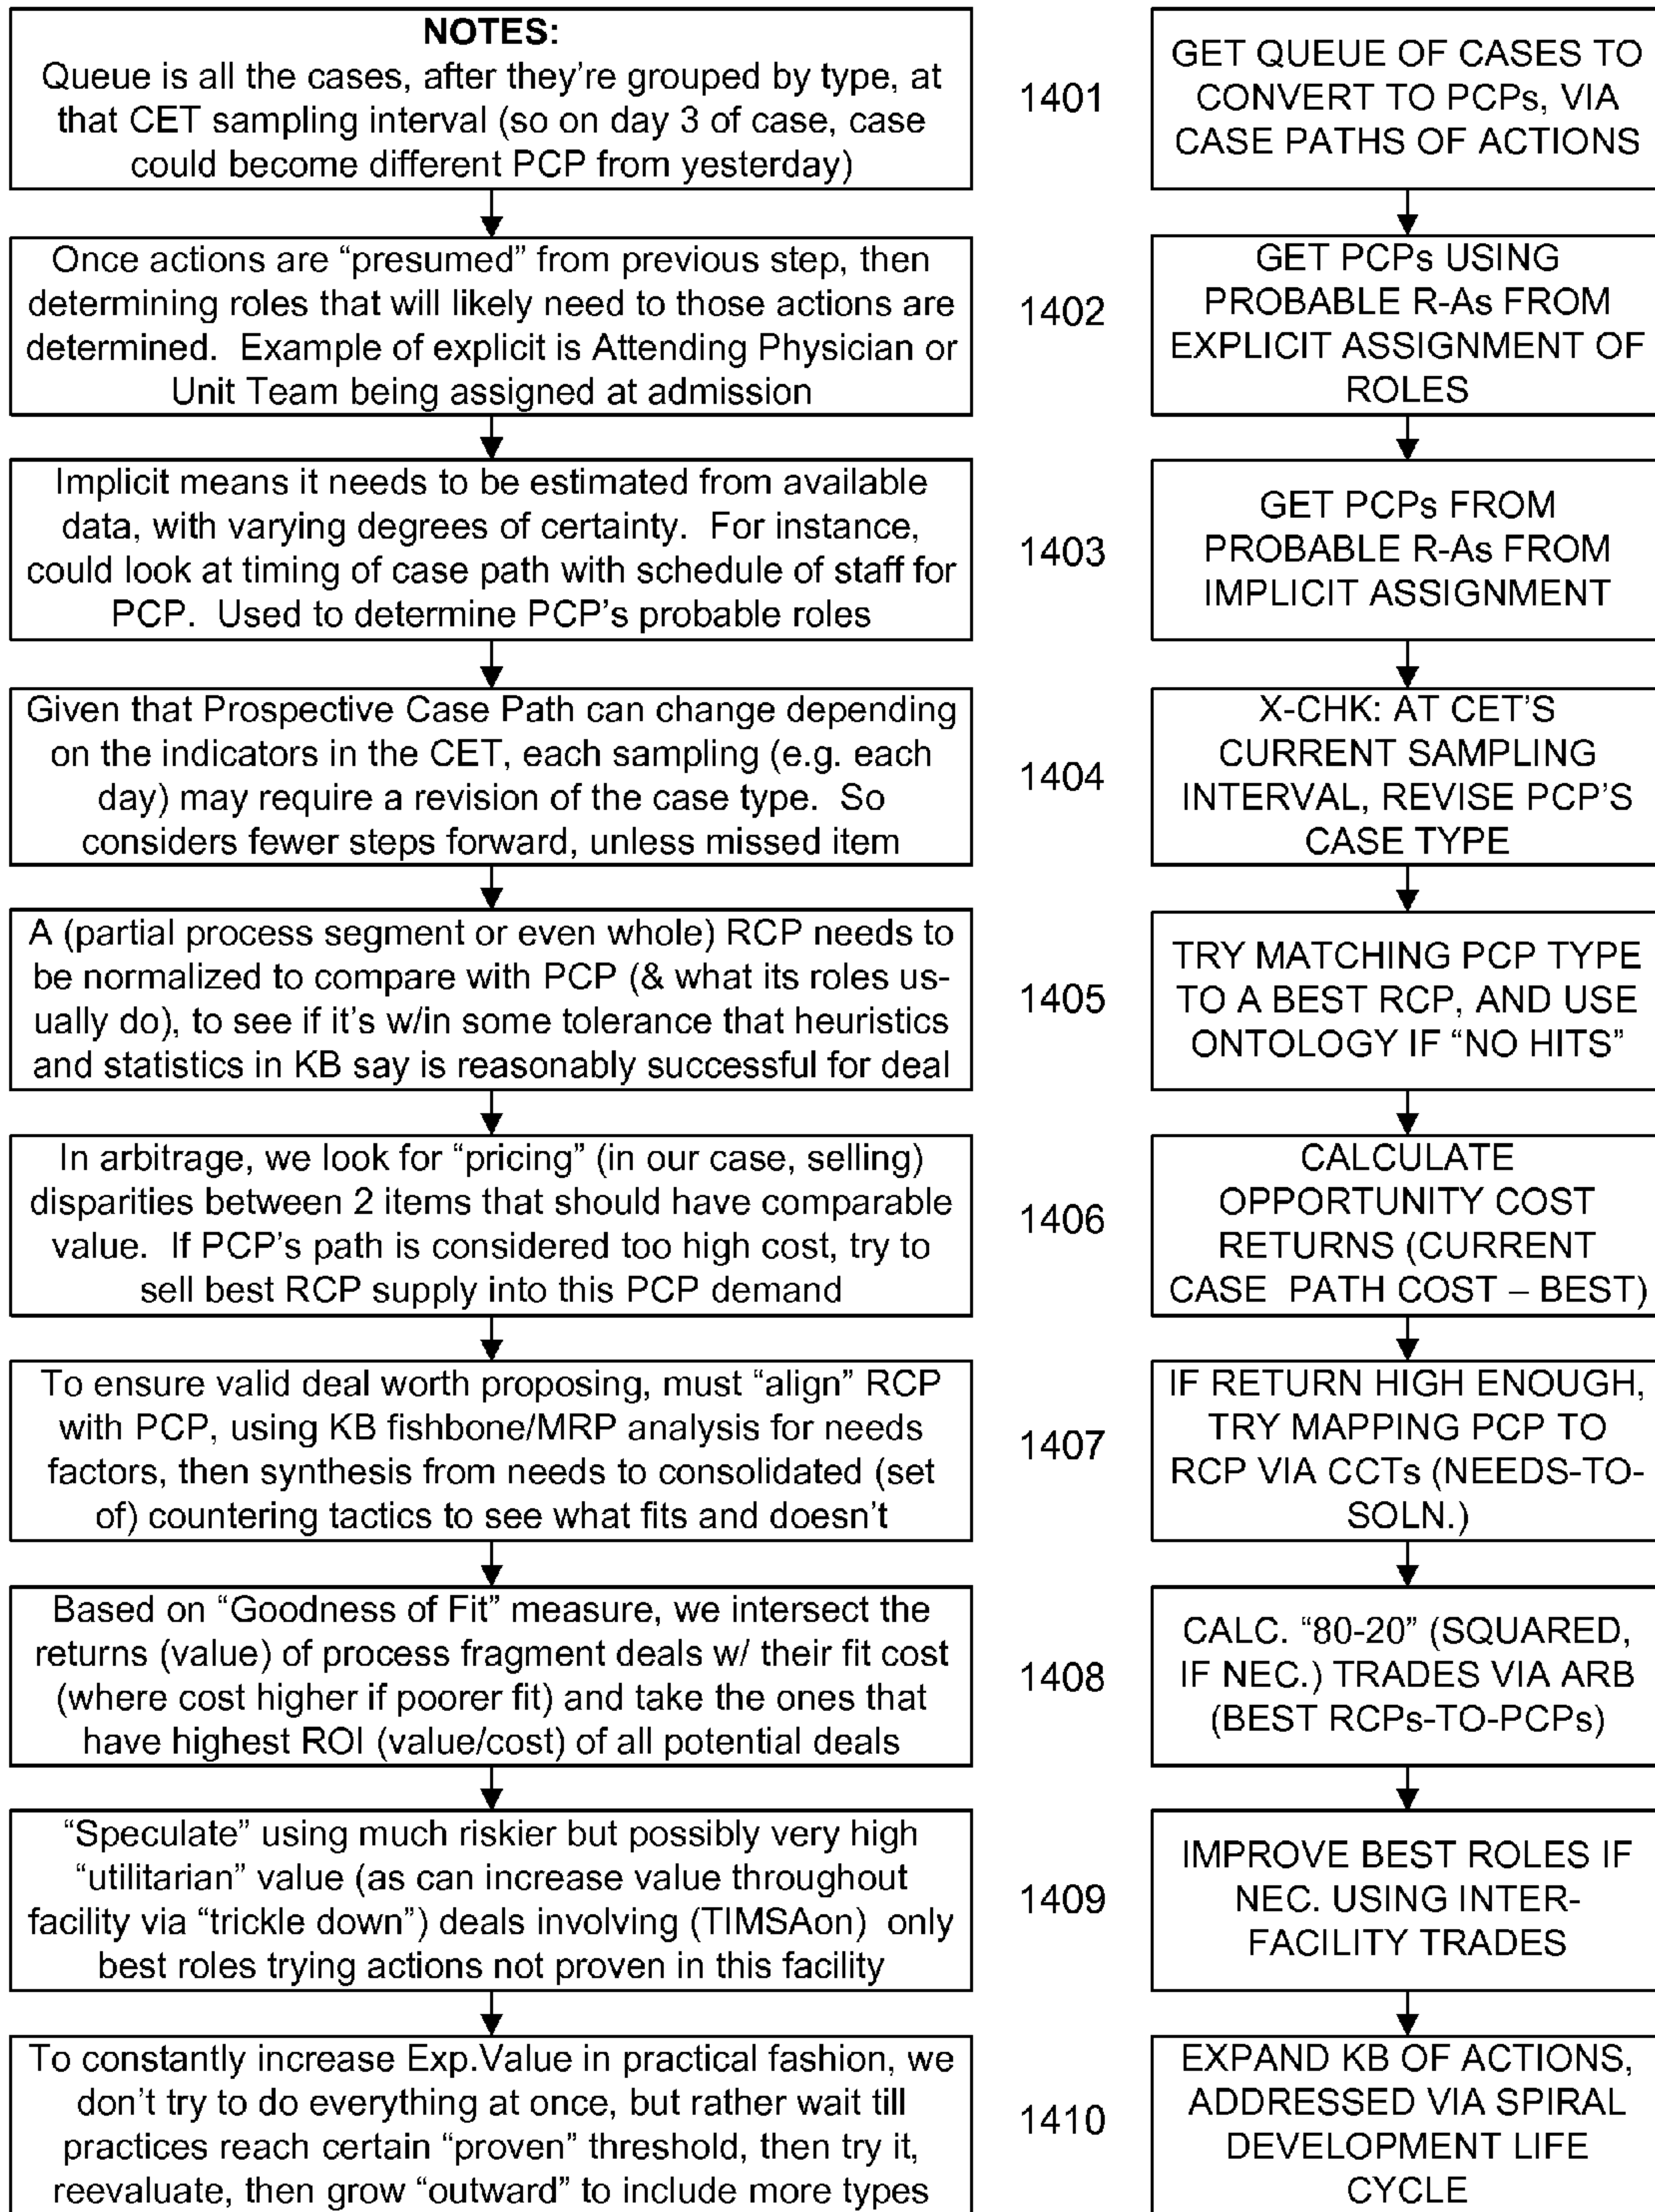 NOTES:
Queue is all the cases, after they're grouped by type, at
that CET sampling interval (so on day 3 of case, case
could become different PCP from yesterday)
1401
GET QUEUE OF CASES TO
CONVERT TO PCPs, VIA
CASE PATHS OF ACTIONS
Once actions are “presumed” from previous step, then
determining roles that will likely need to those actions are
determined. Example of explicit is Attending Physician or
Unit Team being assigned at admission
1402
GET PCPs USING
PROBABLE R-As FROM
EXPLICIT ASSIGNMENT OF
ROLES
Implicit means it needs to be estimated from available
data, with varying degrees of certainty. For instance,
could look at timing of case path with schedule of staff for
PCP. Used to determine PCP's probable roles
1403
GET PCPs FROM
PROBABLE R-As FROM
IMPLICIT ASSIGNMENT
Given that Prospective Case Path can change depending
on the indicators in the CET, each sampling (e.g. each
day) may require a revision of the case type. So
considers fewer steps forward, unless missed item
1404
X-CHK: AT CET'S
CURRENT SAMPLING
INTERVAL, REVISE PCP'S
CASE TYPE
A (partial process segment or even whole) RCP needs to
be normalized to compare with PCP (& what its roles us-
ually do), to see if it's w/in some tolerance that heuristics
and statistics in KB say is reasonably successful for deal
1405
TRY MATCHING PCP TYPE
TO A BEST RCP, AND USE
ONTOLOGY IF “NO HITS”
In arbitrage, we look for “pricing” (in our case, selling)
disparities between 2 items that should have comparable
value. If PCP's path is considered too high cost, try to
sell best RCP supply into this PCP demand
1406
CALCULATE
OPPORTUNITY COST
RETURNS (CURRENT
CASE PATH COST – BEST)
To ensure valid deal worth proposing, must “align” RCP
with PCP, using KB fishbone/MRP analysis for needs
factors, then synthesis from needs to consolidated (set
of) countering tactics to see what fits and doesn't
1407
IF RETURN HIGH ENOUGH,
TRY MAPPING PCP TO
RCP VIA CCTs (NEEDS-TO-
SOLN.)
Based on “Goodness of Fit” measure, we intersect the
returns (value) of process fragment deals w/ their fit cost
(where cost higher if poorer fit) and take the ones that
have highest ROI (value/cost) of all potential deals
1408
CALC. “80-20” (SQUARED,
IF NEC.) TRADES VIA ARB
(BEST RCPs-TO-PCPs)
“Speculate” using much riskier but possibly very high
“utilitarian” value (as can increase value throughout
facility via “trickle down”) deals involving (TIMSAon) only
best roles trying actions not proven in this facility
1409
IMPROVE BEST ROLES IF
NEC. USING INTER-
FACILITY TRADES
To constantly increase Exp.Value in practical fashion, we
don't try to do everything at once, but rather wait till
practices reach certain “proven” threshold, then try it,
reevaluate, then grow “outward” to include more types
1410
EXPAND KB OF ACTIONS,
ADDRESSED VIA SPIRAL
DEVELOPMENT LIFE
CYCLE